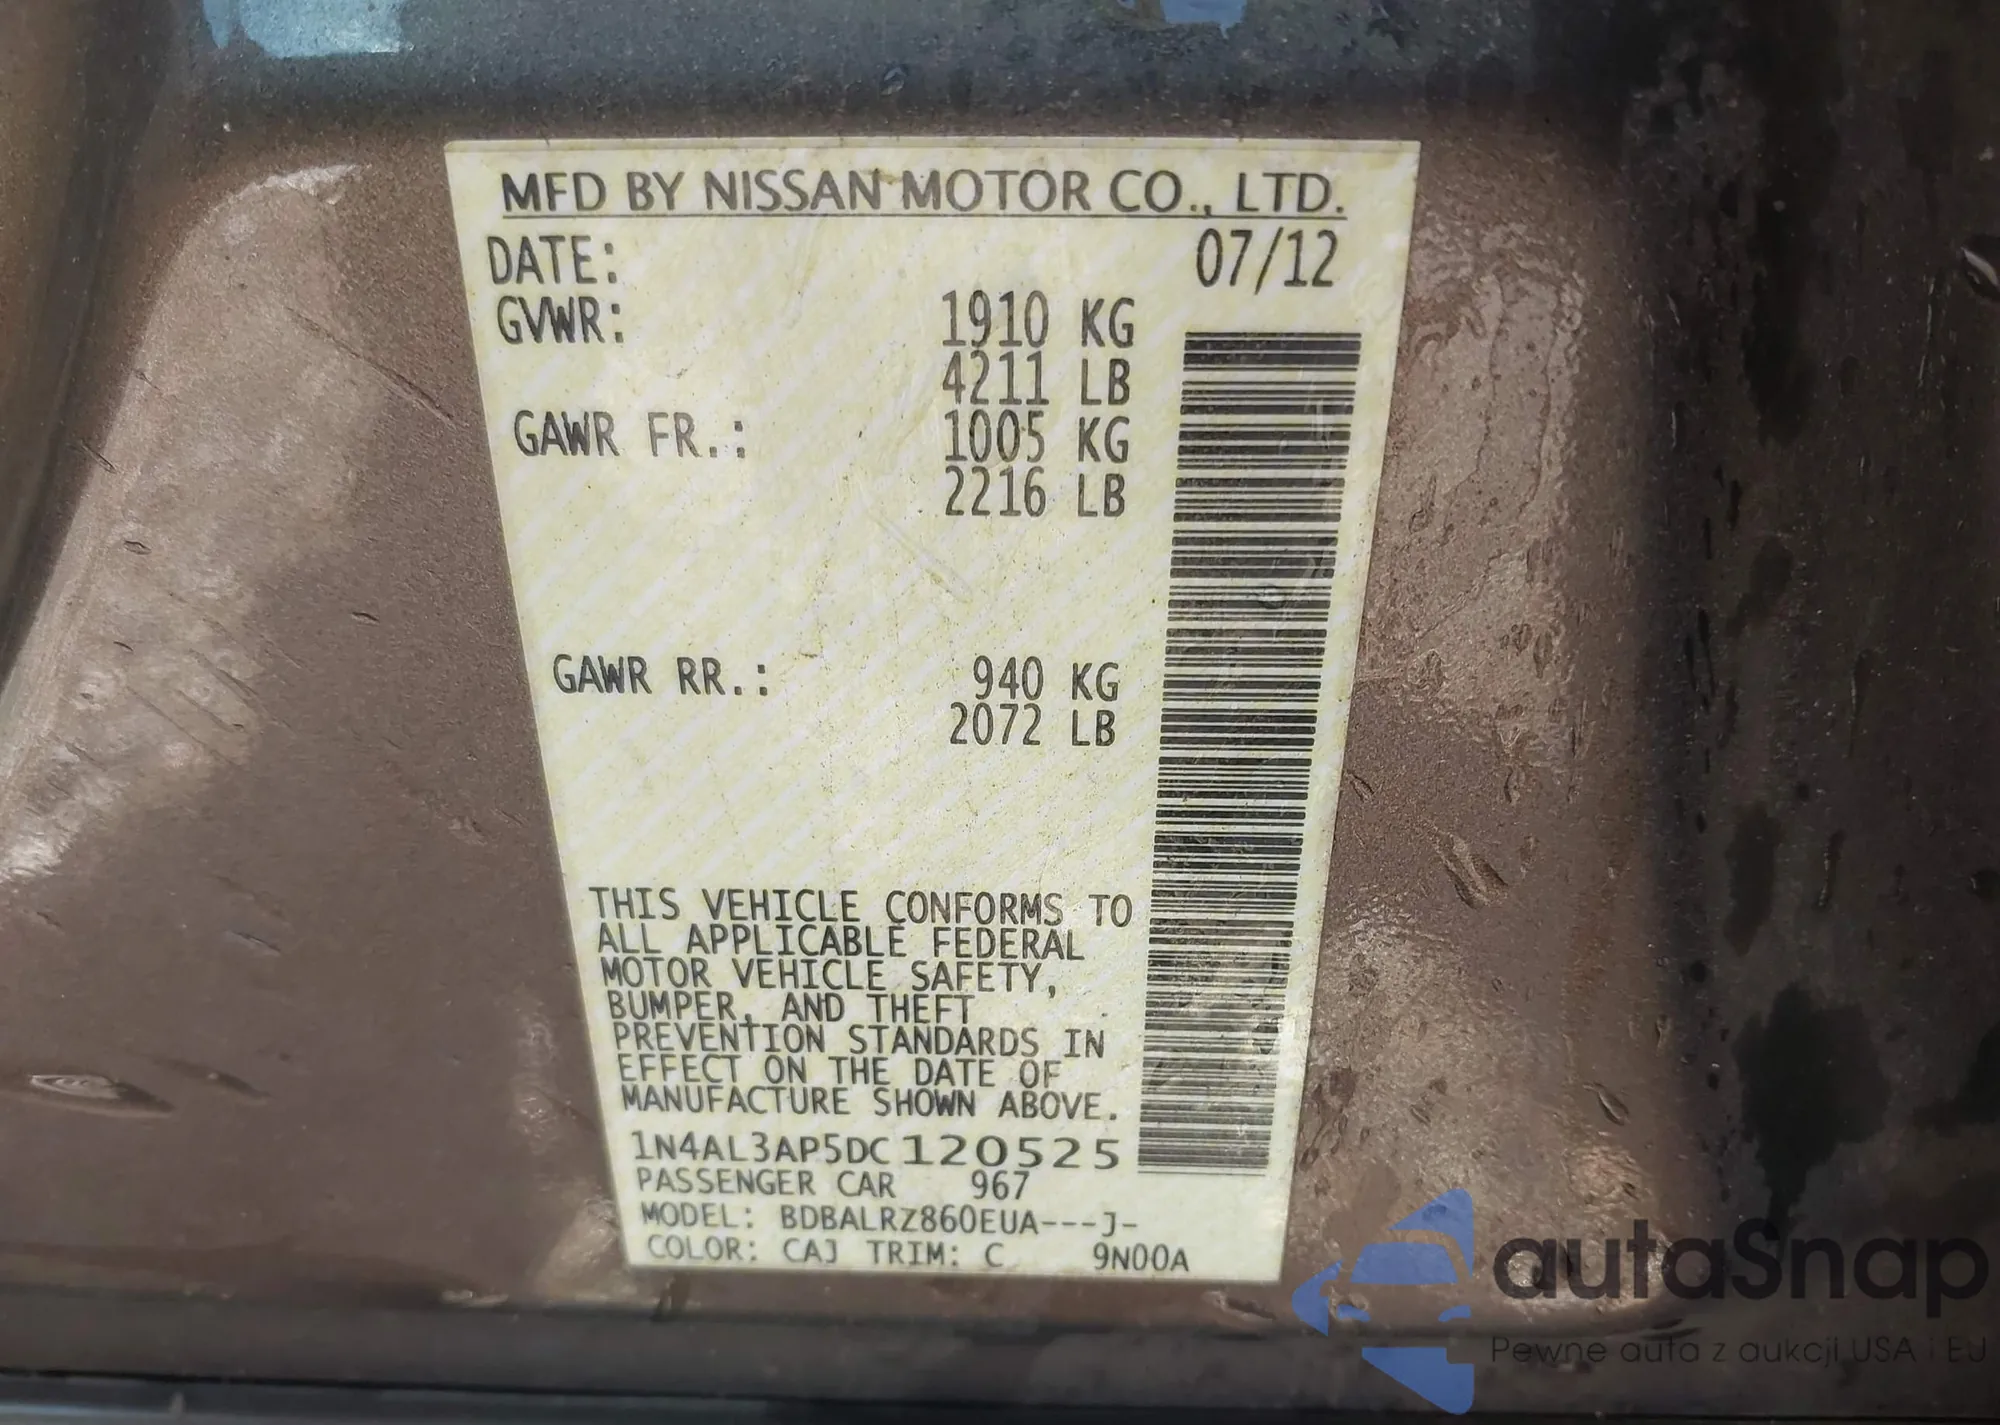 MFD BY NISSAN MOTOR CO., LTD.
DATE: 07/12
GVWR: 1910 KG
4211 LB
GAWR FR.: 1005 KG
2216 LB
GAWR RR.: 940 KG
2072 LB
THIS VEHICLE CONFORMS TO
ALL APPLICABLE FEDERAL
MOTOR VEHICLE SAFETY,
BUMPER, AND THEFT
PREVENTION STANDARDS IN
EFFECT ON THE DATE OF
MANUFACTURE SHOWN ABOVE.
1N4AL3AP5DC120525
PASSENGER CAR 967
MODEL: BDBALRZ860EUA---J-
COLOR: CAJ TRIM: C 9N00A
autaSnap
Pewne auta z aukcji USA i EU